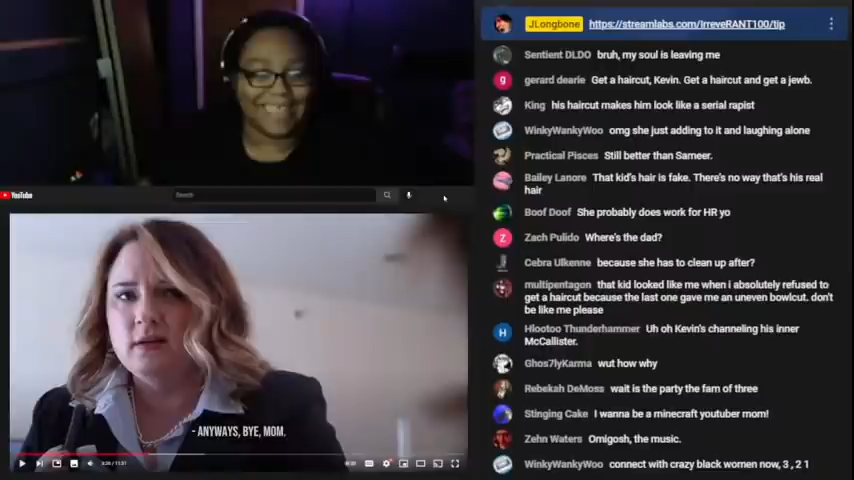 JLongbone https://streamlabs.com/IrreveRANT100/tip
Sentient DLDO bruh, my soul is leaving me
gerard dearie Get a haircut, Kevin. Get a haircut and get a jewb.
King his haircut makes him look like a serial rapist
WinkyWankyWoo omg she just adding to it and laughing alone
Practical Pisces Still better than Sameer.
Bailey Lanore That kid's hair is fake. There's no way that's his real
hair
Boof Doof She probably does work for HR yo
Zach Pulido Where's the dad?
Cebra Ulkenne because she has to clean up after?
multipentagon that kid looked like me when i absolutely refused to
get a haircut because the last one gave me an uneven bowlcut. don't
be like me please
Hlootoo Thunderhammer Uh oh Kevin's channeling his inner
McCallister.
Ghos7lyKarma wut how why
Rebekah DeMoss wait is the party the fam of three
Stinging Cake I wanna be a minecraft youtuber mom!
Zehn Waters Omigosh, the music.
WinkyWankyWoo connect with crazy black women now, 3 , 2 1
YouTube
Search
- ANYWAYS, BYE, MOM.